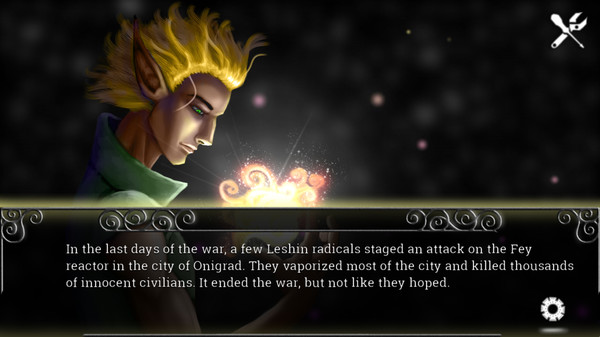 In the last days of the war, a few Leshin radicals staged an attack on the Fey
reactor in the city of Onigrad. They vaporized most of the city and killed thousands
of innocent civilians. It ended the war, but not like they hoped.